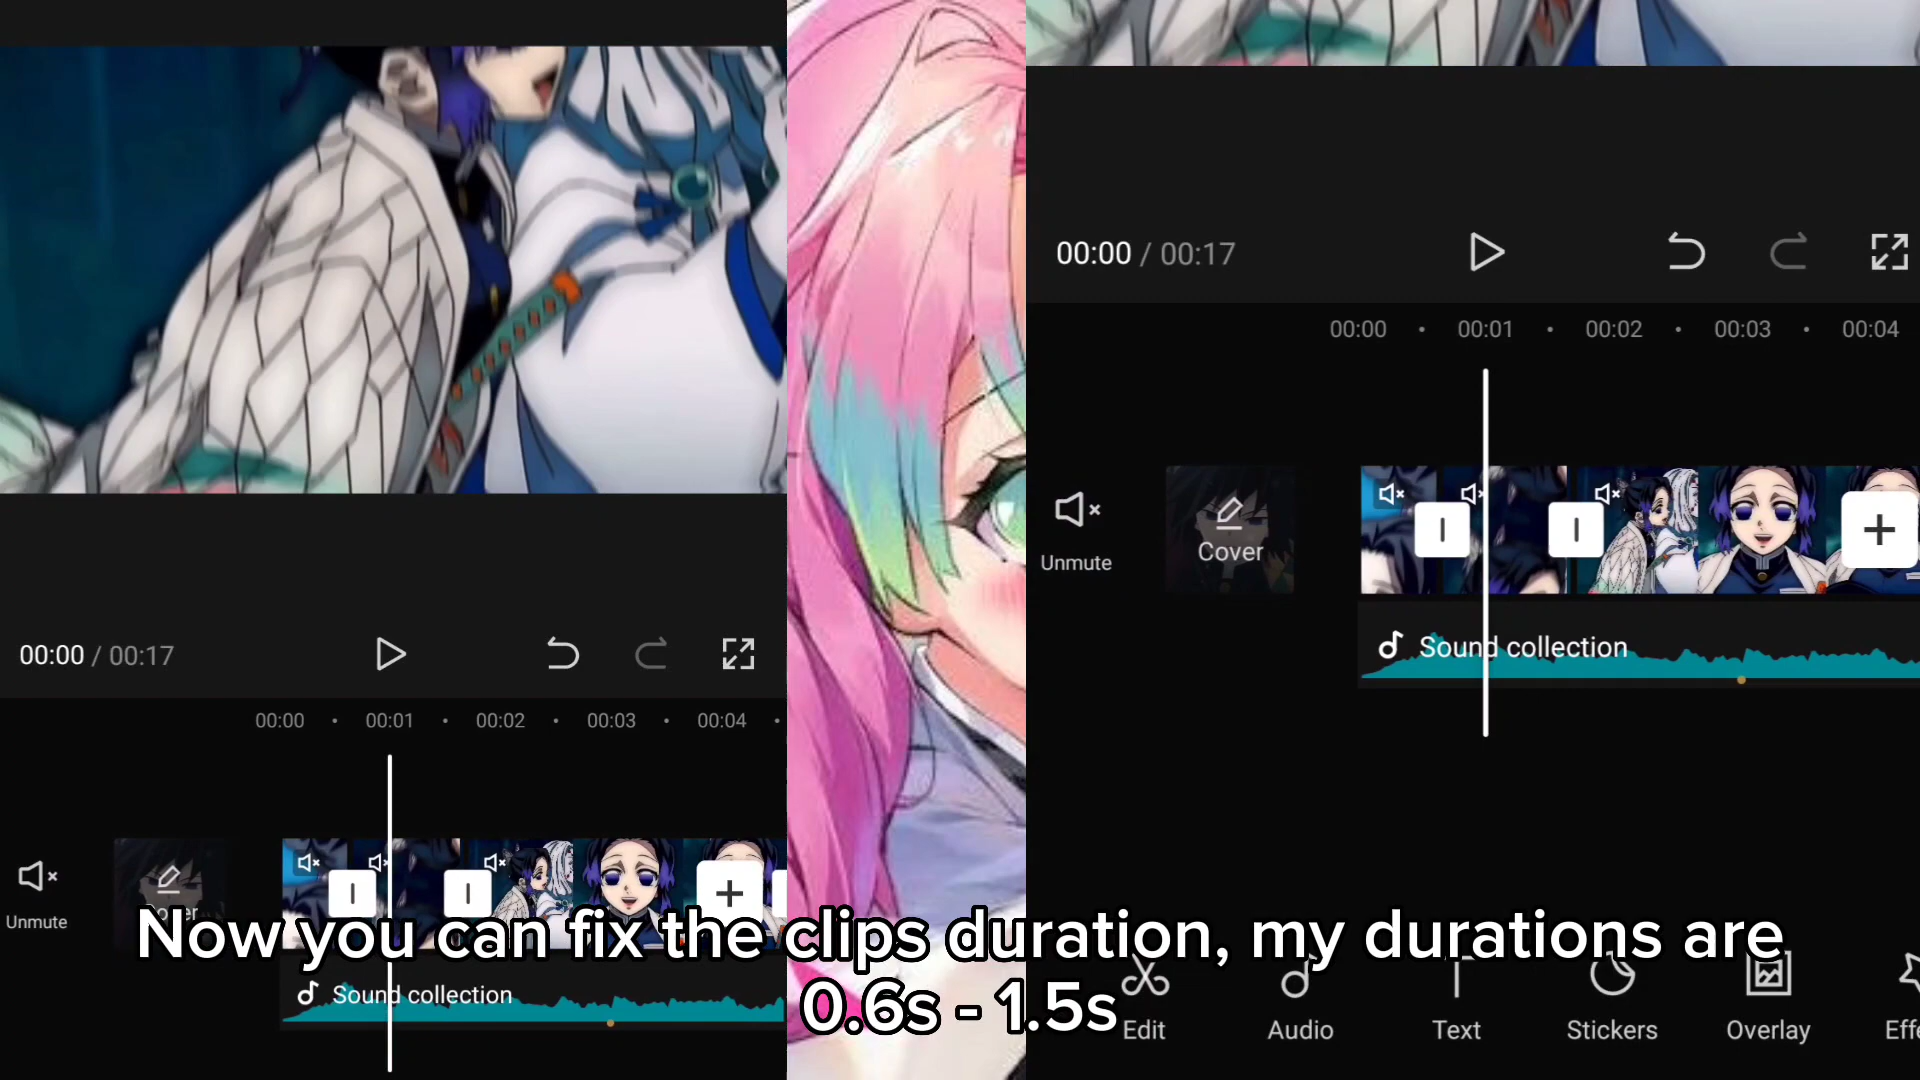 00:00 / 00:17
00:00 / 00:17
00:00 00:01 00:02 00:03 00:04
00:00 00:01 00:02 00:03 00:04
Cover
Unmute
Sound collection
Cover
Unmute
Now you can fix the clips duration, my durations are
0.6s - 1.5s
Sound collection
Edit Audio Text Stickers Overlay Effe